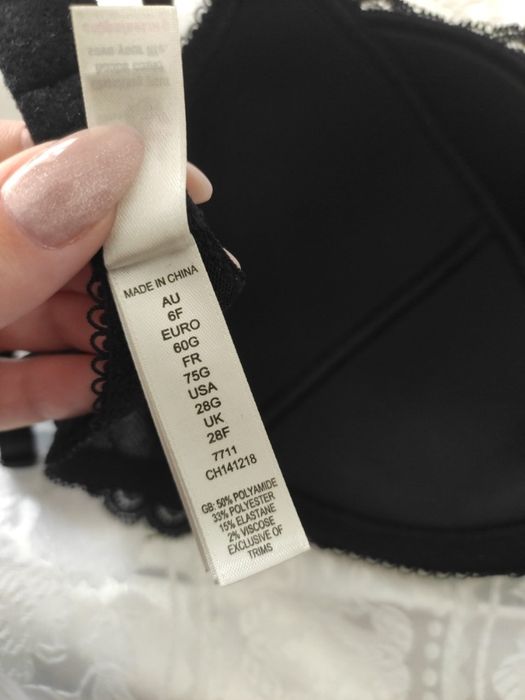 MADE IN CHINA
AU
6F
EURO
60G
FR
75G
USA
28G
UK
28F
7711
CH141218
GB: 50% POLYAMIDE
33% POLYESTER
15% ELASTANE
2% VISCOSE
EXCLUSIVE OF
TRIMS